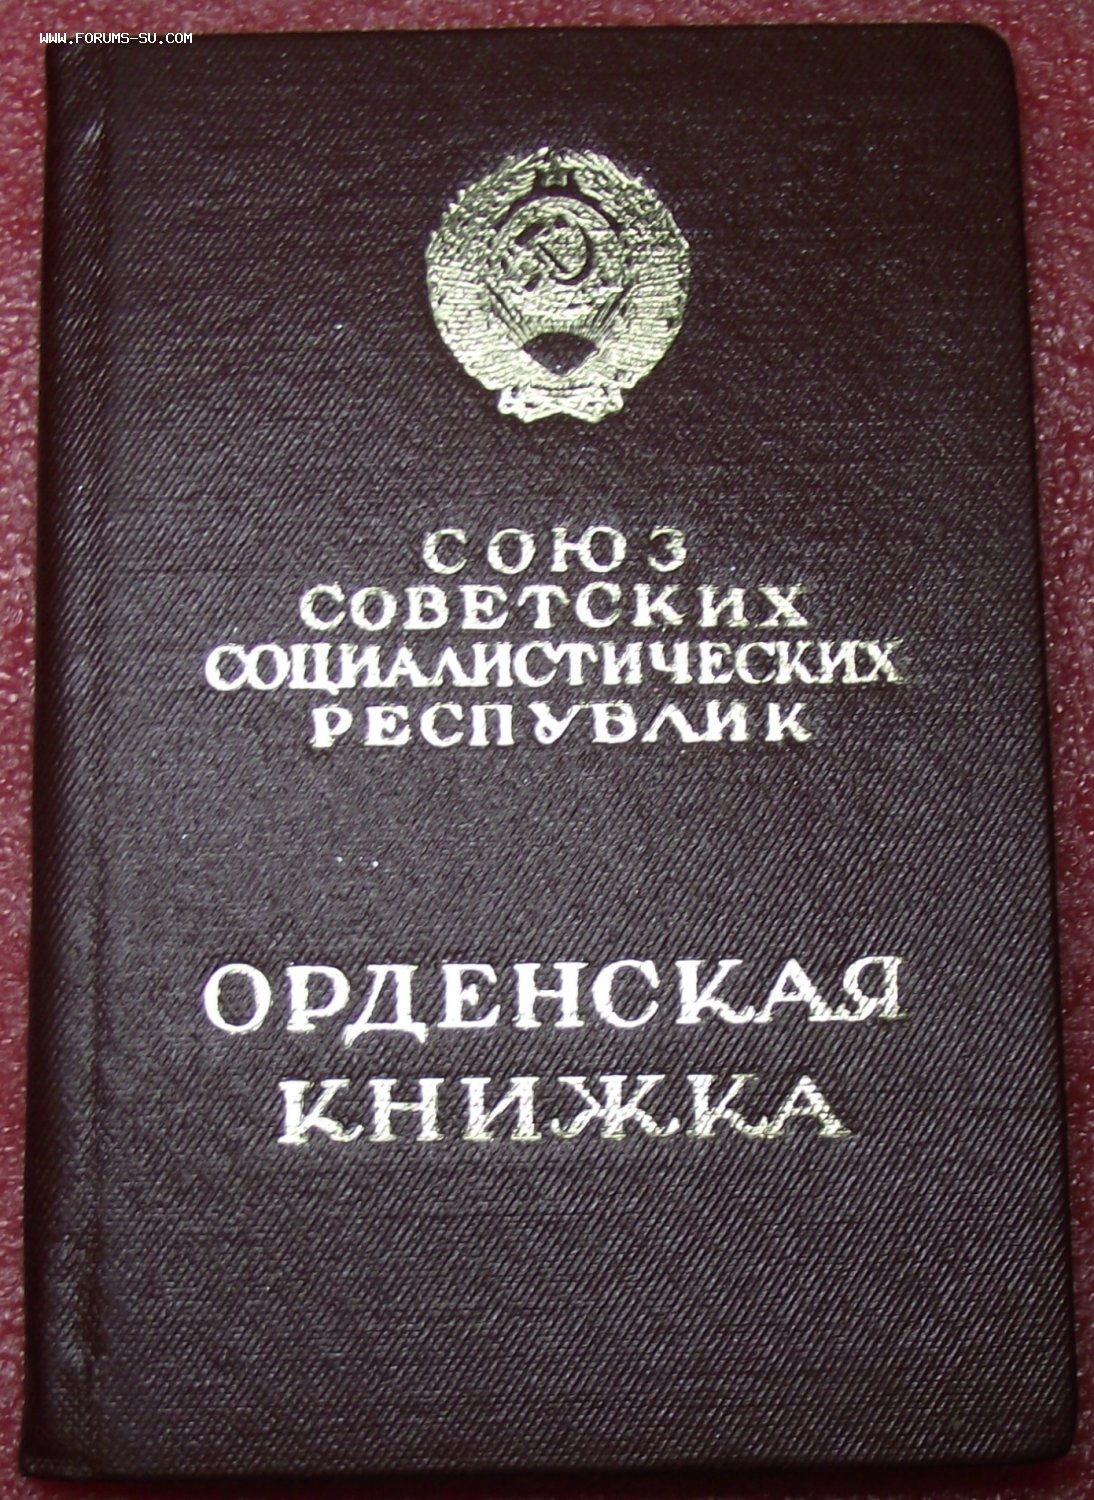 WWW.FORUMS-SU.COM
СОЮЗ
СОВЕТСКИХ
СОЦИАЛИСТИЧЕСКИХ
РЕСПУБЛИК
ОРДЕНСКАЯ
КНИЖКА